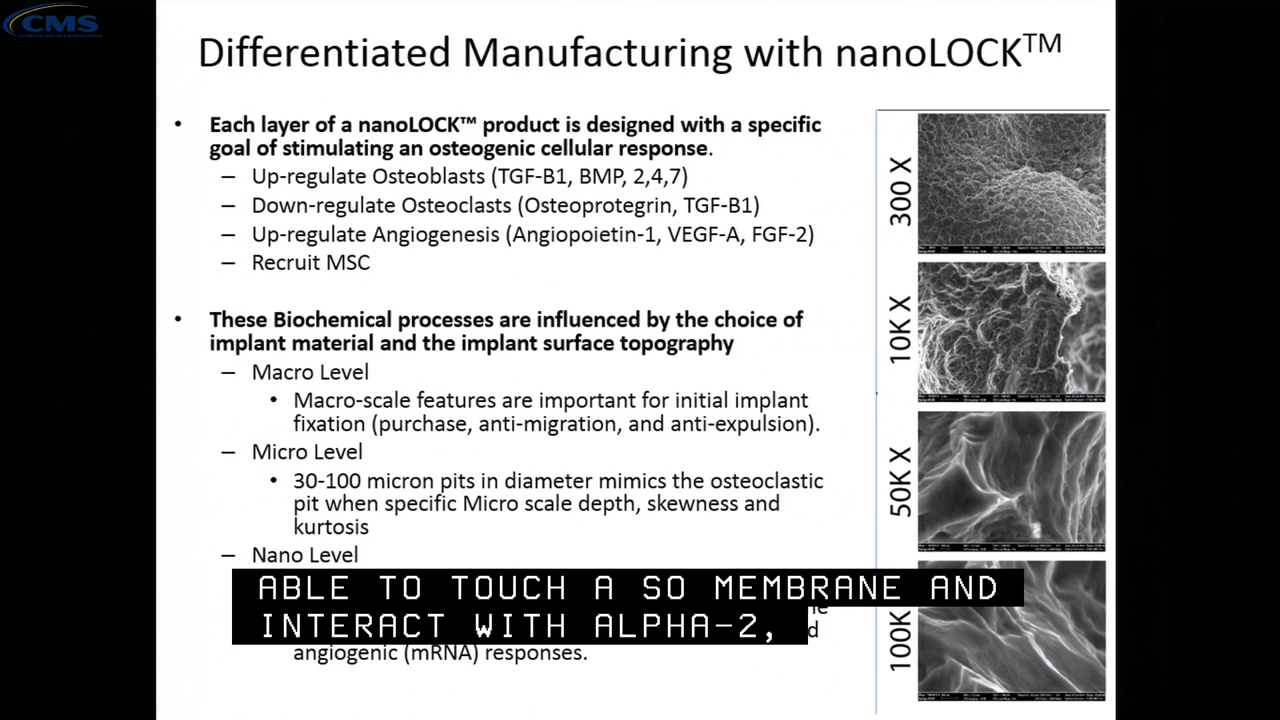 CMS
Differentiated Manufacturing with nanoLOCK™
• Each layer of a nanoLOCK™ product is designed with a specific
goal of stimulating an osteogenic cellular response.
– Up-regulate Osteoblasts (TGF-B1, BMP, 2,4,7)
– Down-regulate Osteoclasts (Osteoprotegrin, TGF-B1)
– Up-regulate Angiogenesis (Angiopoietin-1, VEGF-A, FGF-2)
– Recruit MSC
• These Biochemical processes are influenced by the choice of
implant material and the implant surface topography
– Macro Level
• Macro-scale features are important for initial implant
fixation (purchase, anti-migration, and anti-expulsion).
– Micro Level
• 30-100 micron pits in diameter mimics the osteoclastic
pit when specific Micro scale depth, skewness and
kurtosis
– Nano Level
angiogenic (mRNA) responses.
300 X
10K X
50K X
100K
ABLE TO TOUCH A SO MEMBRANE AND
INTERACT WITH ALPHA-2,